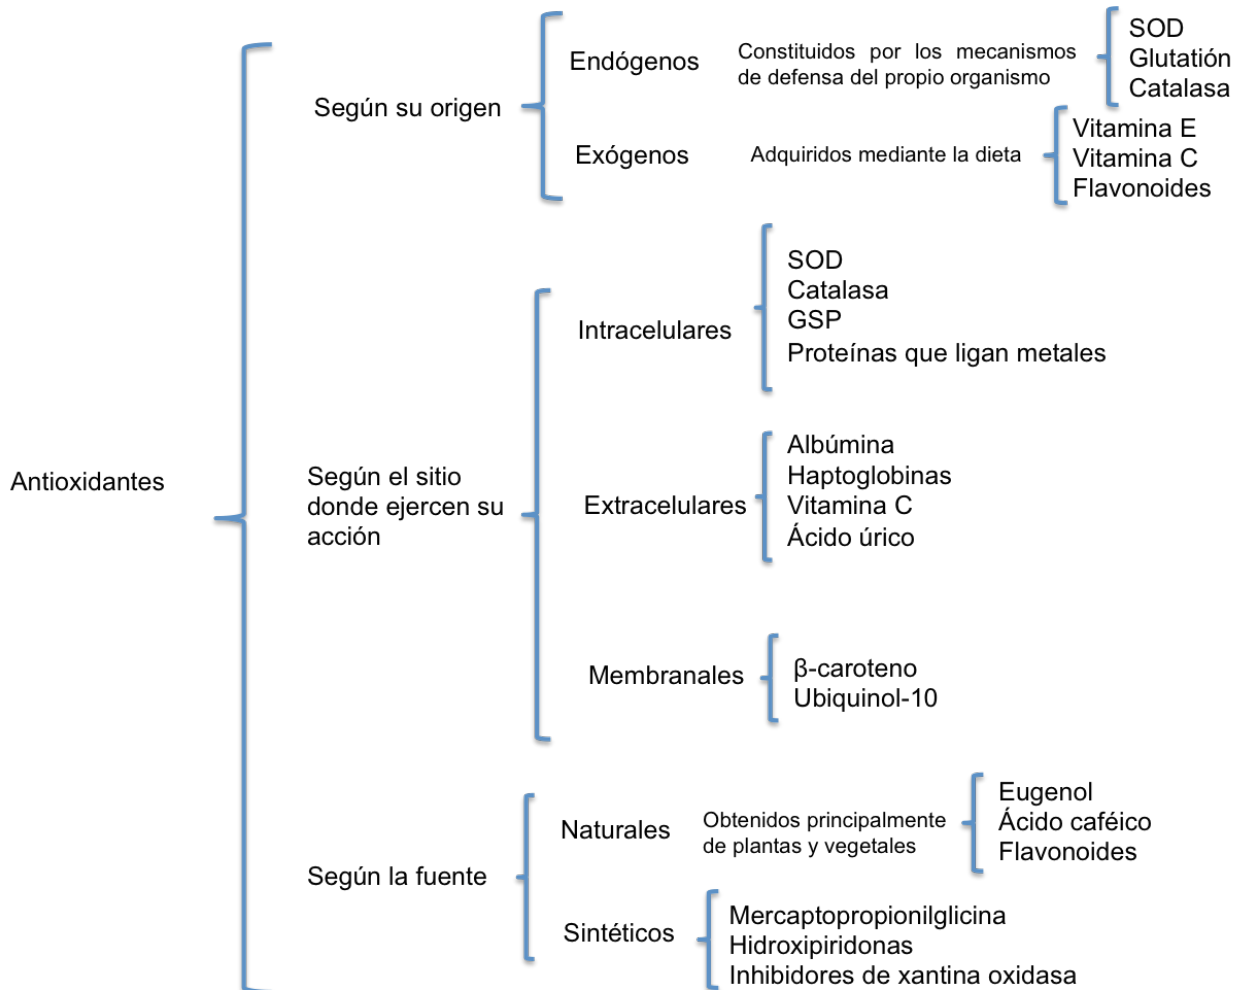 Antioxidantes
Según su origen
Endógenos
Constituidos por los mecanismos
de defensa del propio organismo
SOD
Glutatión
Catalasa
Exógenos
Adquiridos mediante la dieta
Vitamina E
Vitamina C
Flavonoides
Según el sitio
donde ejercen su
acción
Intracelulares
SOD
Catalasa
GSP
Proteínas que ligan metales
Extracelulares
Albúmina
Haptoglobinas
Vitamina C
Ácido úrico
Membranales
β-caroteno
Ubiquinol-10
Según la fuente
Naturales
Obtenidos principalmente
de plantas y vegetales
Eugenol
Ácido caféico
Flavonoides
Sintéticos
Mercaptopropionilglicina
Hidroxipiridonas
Inhibidores de xantina oxidasa